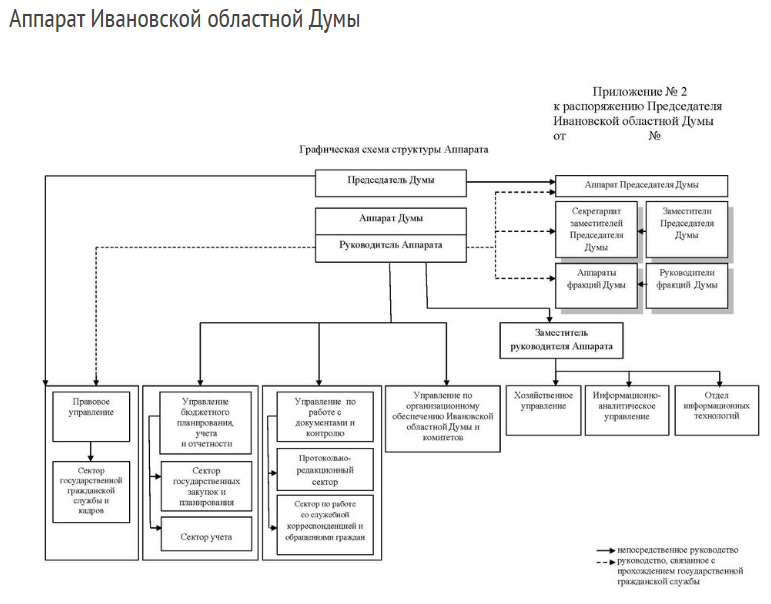 Аппарат Ивановской областной Думы
Приложение № 2
к распоряжению Председателя
Ивановской областной Думы
от №
Графическая схема структуры Аппарата
Председатель Думы
Аппарат Председателя Думы
Аппарат Думы
Руководитель Аппарата
Секретариат
заместителей
Председателя
Думы
Заместители
Председателя
Думы
Аппараты
фракций Думы
Руководители
фракций Думы
Заместитель
руководителя Аппарата
Правовое
управление
Сектор
государственной
гражданской
службы и
кадров
Управление
бюджетного
планирования,
учета
и отчетности
Сектор
государственных
закупок и
планирования
Сектор учета
Управление по
работе с
документами и
контролю
Протокольно-
редакционный
сектор
Сектор по работе
со служебной
корреспонденцией и
обращениями граждан
Управление по
организационному
обеспечению Ивановской
областной Думы и
комитетов
Хозяйственное
управление
Информационно-
аналитическое
управление
Отдел
информационных
технологий
непосредственное руководство
руководство, связанное с
прохождением государственной
гражданской службы